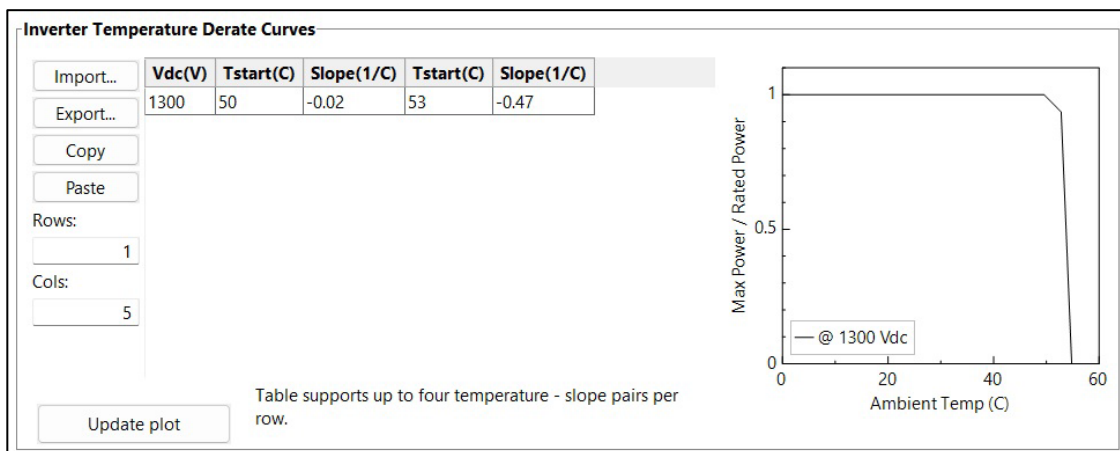 Inverter Temperature Derate Curves
Import...
Export...
Copy
Paste
Rows:
1
Cols:
5
Vdc(V) Tstart(C) Slope(1/C) Tstart(C) Slope(1/C)
1300 50 -0.02 53 -0.47
Update plot
Table supports up to four temperature - slope pairs per
row.
Max Power / Rated Power
1
0.5
0
@ 1300 Vdc
0 20 40 60
Ambient Temp (C)